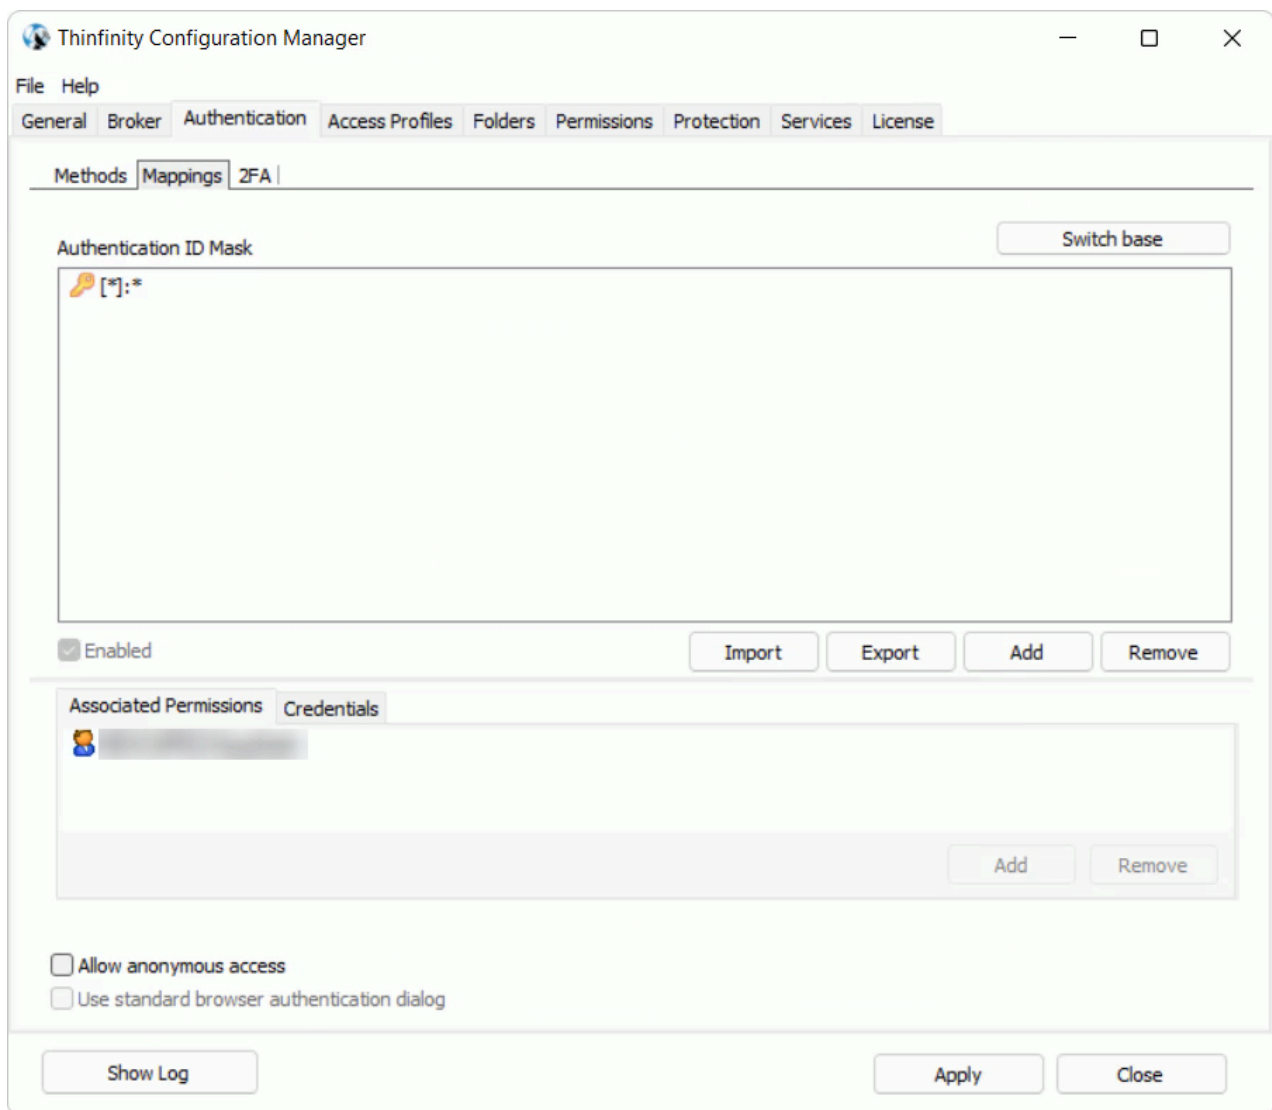 Thinfinity Configuration Manager
File Help
General Broker Authentication Access Profiles Folders Permissions Protection Services License
Methods Mappings 2FA
Switch base
Authentication ID Mask
[*]:*
Enabled Import Export Add Remove
Associated Permissions Credentials
Add Remove
Allow anonymous access
Use standard browser authentication dialog
Show Log Apply Close